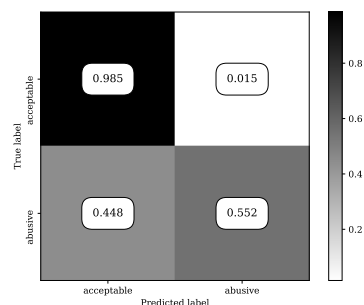 True label
acceptable
0.985
0.015
abusive
0.448
0.552
acceptable
abusive
Predicted label
0.8
0.6
0.4
0.2